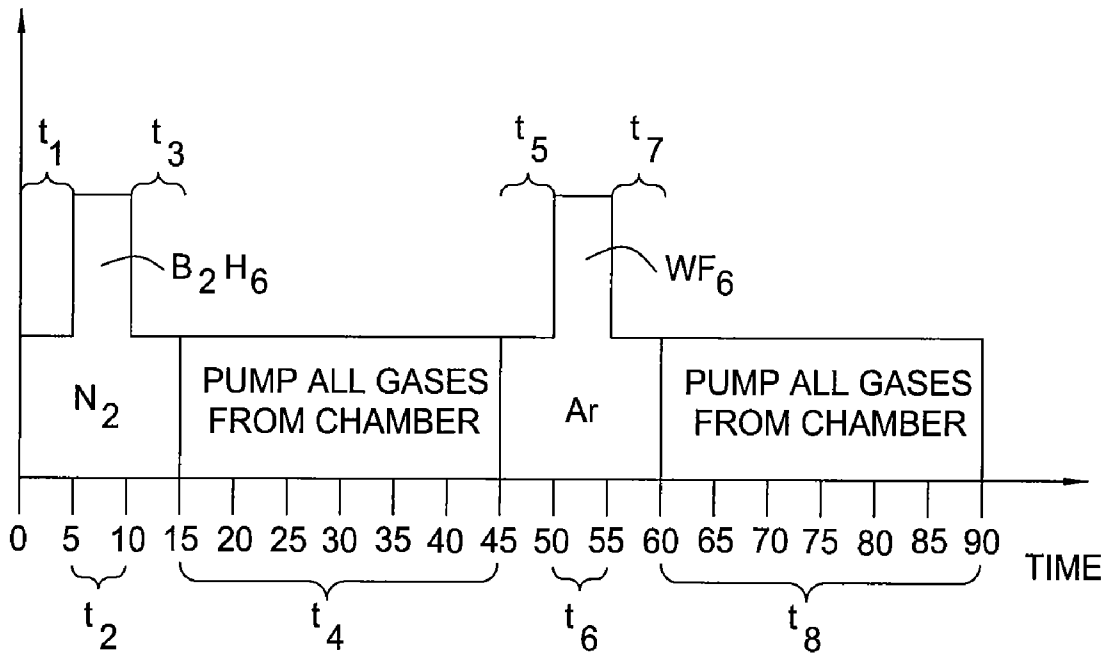 t1 t3 t5 t7
B2H6 WF6
N2 PUMP ALL GASES FROM CHAMBER Ar PUMP ALL GASES FROM CHAMBER
0 5 10 15 20 25 30 35 40 45 50 55 60 65 70 75 80 85 90 TIME
t2 t4 t6 t8